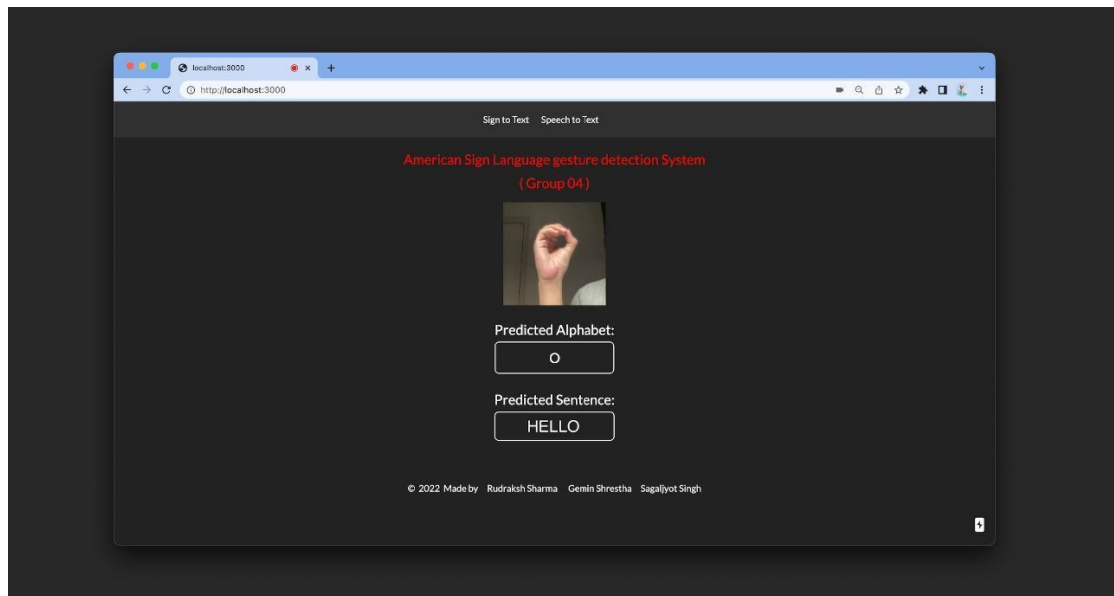 localhost:3000
http://localhost:3000
Sign to Text Speech to Text
American Sign Language gesture detection System
( Group 04 )
Predicted Alphabet:
O
Predicted Sentence:
HELLO
© 2022 Made by Rudraksh Sharma Gemin Shrestha Sagaljyot Singh